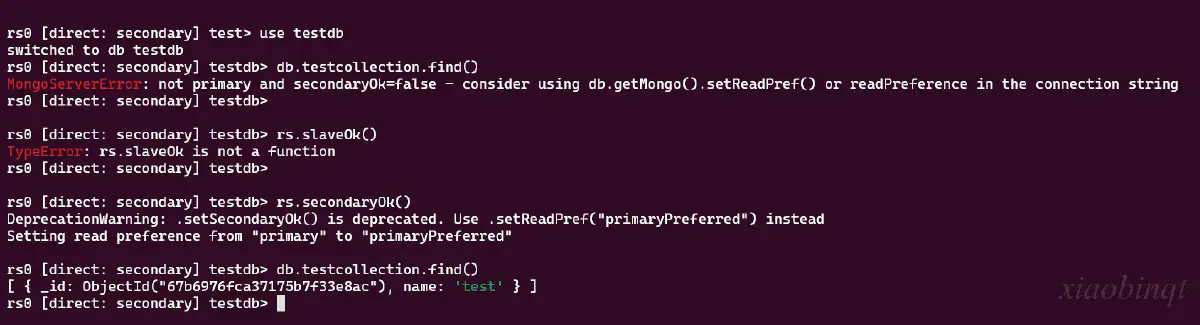 rs0 [direct: secondary] test> use testdb
switched to db testdb
rs0 [direct: secondary] testdb> db.testcollection.find()
MongoServerError: not primary and secondaryOk=false - consider using db.getMongo().setReadPref() or readPreference in the connection string
rs0 [direct: secondary] testdb>
rs0 [direct: secondary] testdb> rs.slaveOk()
TypeError: rs.slaveOk is not a function
rs0 [direct: secondary] testdb>
rs0 [direct: secondary] testdb> rs.secondaryOk()
DeprecationWarning: .setSecondaryOk() is deprecated. Use .setReadPref("primaryPreferred") instead
Setting read preference from "primary" to "primaryPreferred"
rs0 [direct: secondary] testdb> db.testcollection.find()
[ { _id: ObjectId("67b6976fca37175b7f33e8ac"), name: 'test' } ]
rs0 [direct: secondary] testdb>
xiaobinqt